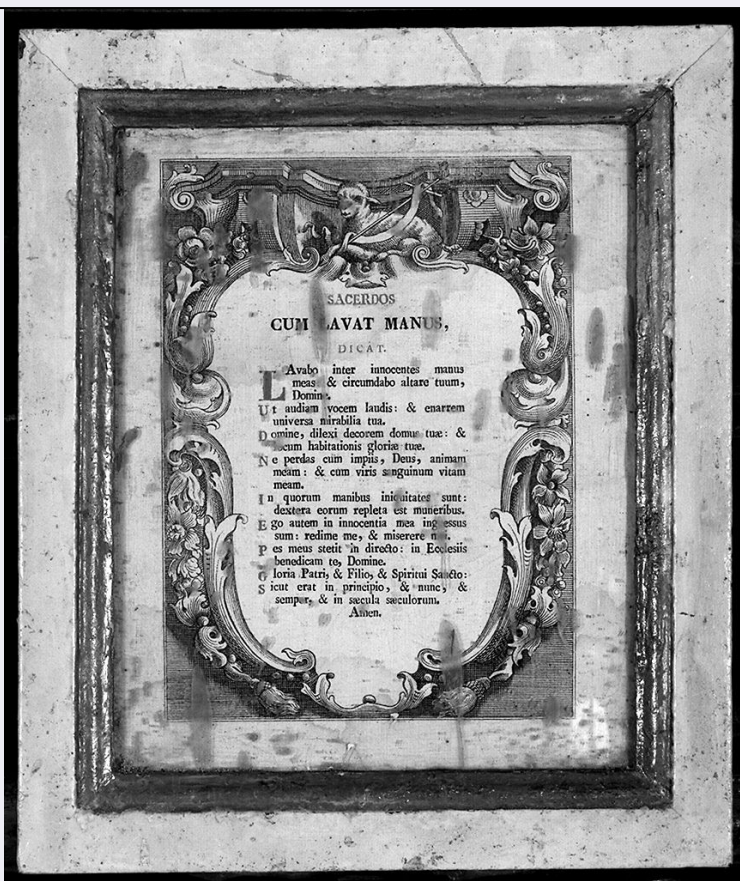 SACERDOS
CUM LAVAT MANUS,
DICAT.
LAvabo inter innocentes manus
meas & circumdabo altare tuum,
Domine.
Ut audiam vocem laudis: & enarrem
universa mirabilia tua.
Domine, dilexi decorem domus tuæ: &
locum habitationis gloriæ tuæ.
Ne perdas cum impiis, Deus, animam
meam: & cum viris sanguinum vitam
meam.
In quorum manibus iniquitates sunt:
dextera eorum repleta est muneribus.
Ego autem in innocentia mea ingressus
sum: redime me, & miserere mei.
Pes meus stetit in directo: in Ecclesiis
benedicam te, Domine.
Gloria Patri, & Filio, & Spiritui Sancto:
Sicut erat in principio, & nunc, &
semper, & in sæcula sæculorum.
Amen.